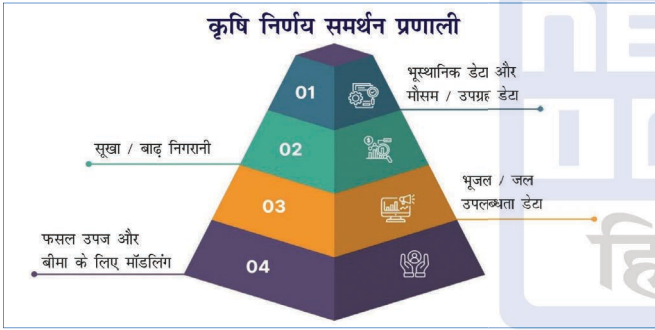 कृषि निर्णय समर्थन प्रणाली
01
भूस्थानिक डेटा और
मौसम / उपग्रह डेटा
सूखा / बाढ़ निगरानी
02
03
भूजल / जल
उपलब्धता डेटा
फसल उपज और
बीमा के लिए मॉडलिंग
04